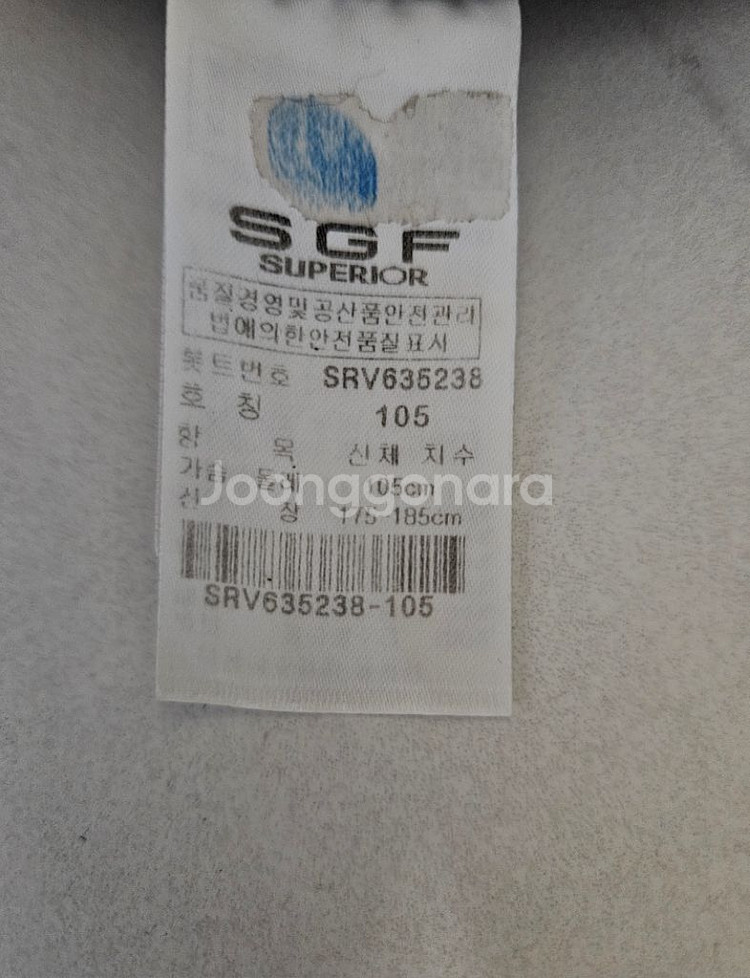 SGF
SUPERIOR
품질경영및공산품안전관리
법에의한안전품질표시
롯트번호 SRV635238
호 칭 105
항 목 신체 치수
가슴 둘레 105cm
신 장 175-185cm
SRV635238-105
Joonggonara